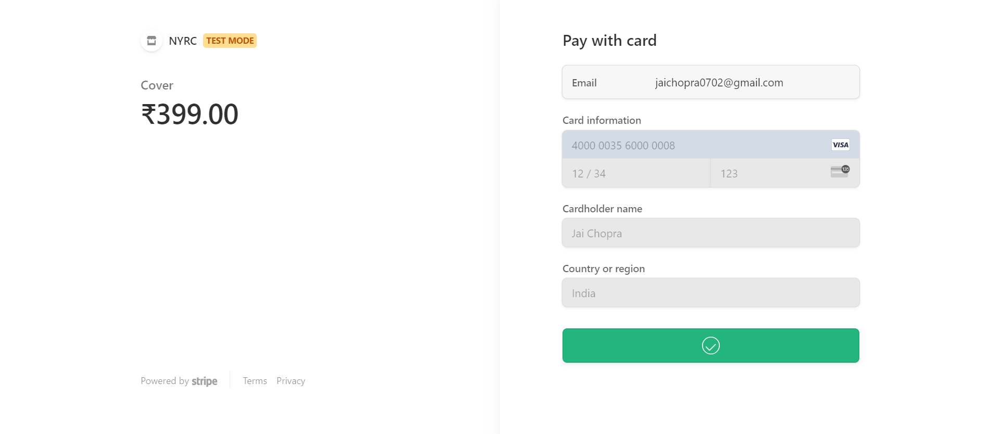 NYRC TEST MODE
Cover
₹399.00
Powered by stripe
Terms Privacy
Pay with card
Email jaichopra0702@gmail.com
Card information
4000 0035 6000 0008 VISA
12 / 34 123 135
Cardholder name
Jai Chopra
Country or region
India